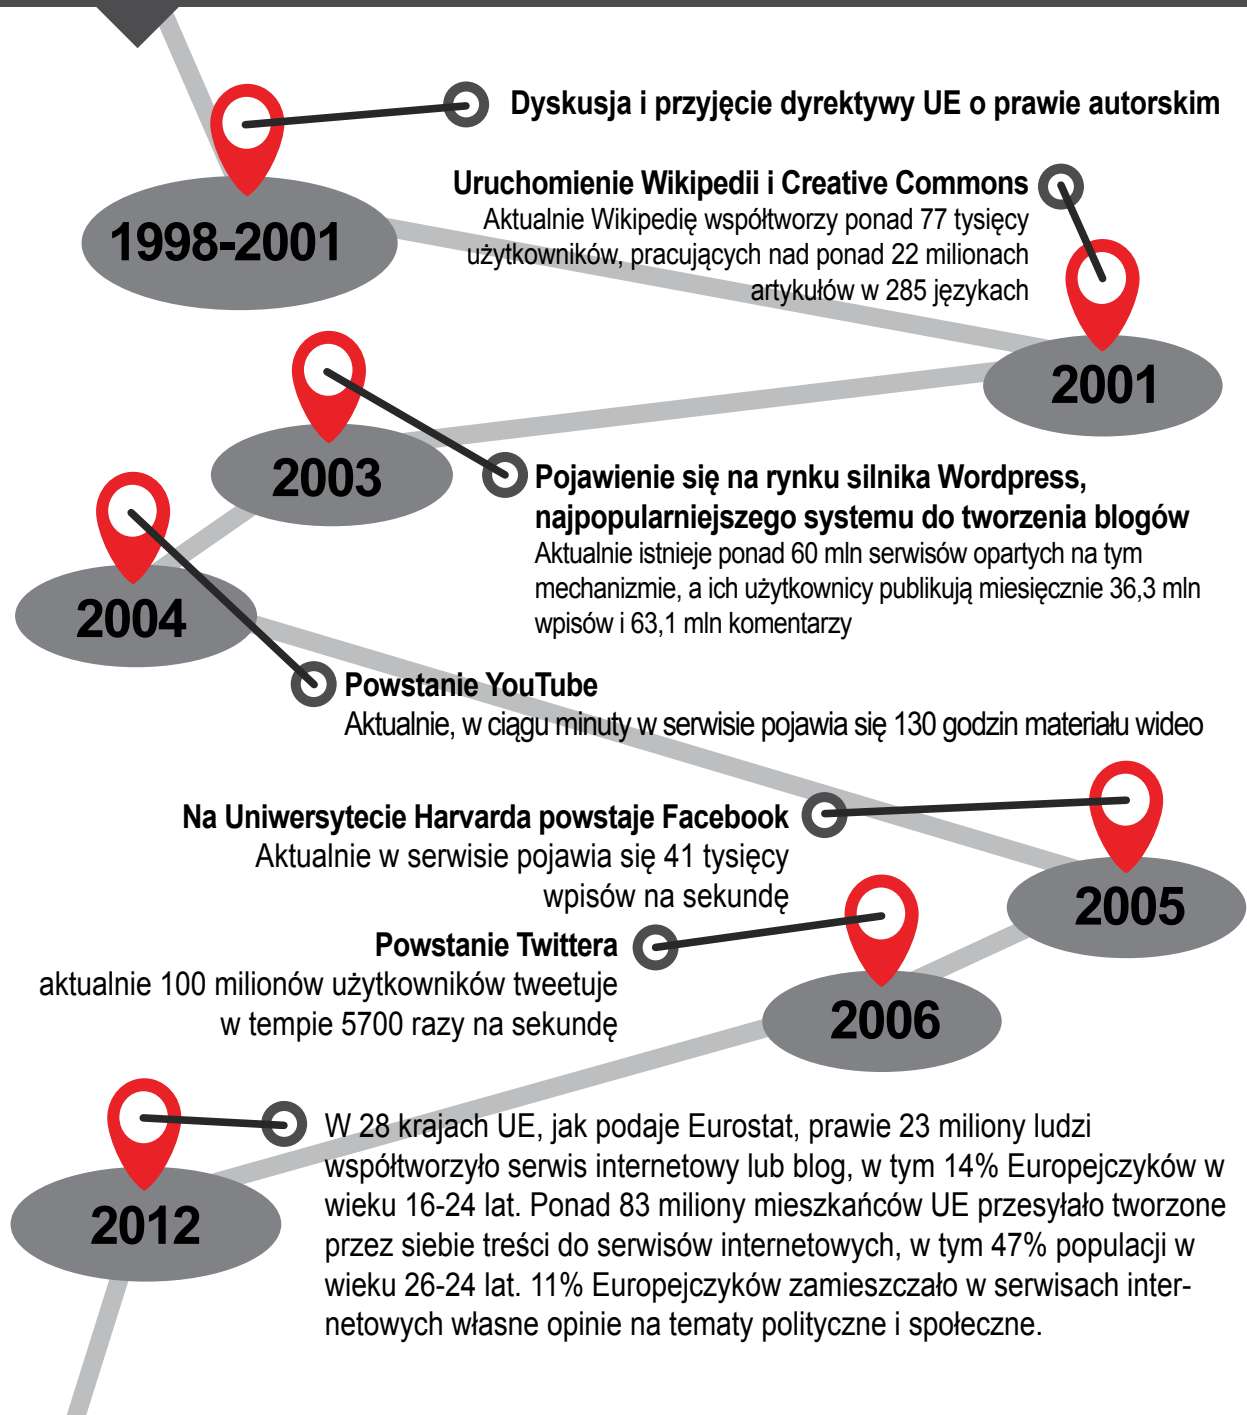 Dyskusja i przyjęcie dyrektywy UE o prawie autorskim
1998-2001
Uruchomienie Wikipedii i Creative Commons
Aktualnie Wikipedię współtworzy ponad 77 tysięcy
użytkowników, pracujących nad ponad 22 milionach
artykułów w 285 językach
2001
2003
Pojawienie się na rynku silnika Wordpress,
najpopularniejszego systemu do tworzenia blogów
Aktualnie istnieje ponad 60 mln serwisów opartych na tym
mechanizmie, a ich użytkownicy publikują miesięcznie 36,3 mln
wpisów i 63,1 mln komentarzy
2004
Powstanie YouTube
Aktualnie, w ciągu minuty w serwisie pojawia się 130 godzin materiału wideo
Na Uniwersytecie Harvarda powstaje Facebook
Aktualnie w serwisie pojawia się 41 tysięcy
wpisów na sekundę
2005
Powstanie Twittera
aktualnie 100 milionów użytkowników tweetuje
w tempie 5700 razy na sekundę
2006
2012
W 28 krajach UE, jak podaje Eurostat, prawie 23 miliony ludzi
współtworzyło serwis internetowy lub blog, w tym 14% Europejczyków w
wieku 16-24 lat. Ponad 83 miliony mieszkańców UE przesyłało tworzone
przez siebie treści do serwisów internetowych, w tym 47% populacji w
wieku 26-24 lat. 11% Europejczyków zamieszczało w serwisach inter-
netowych własne opinie na tematy polityczne i społeczne.